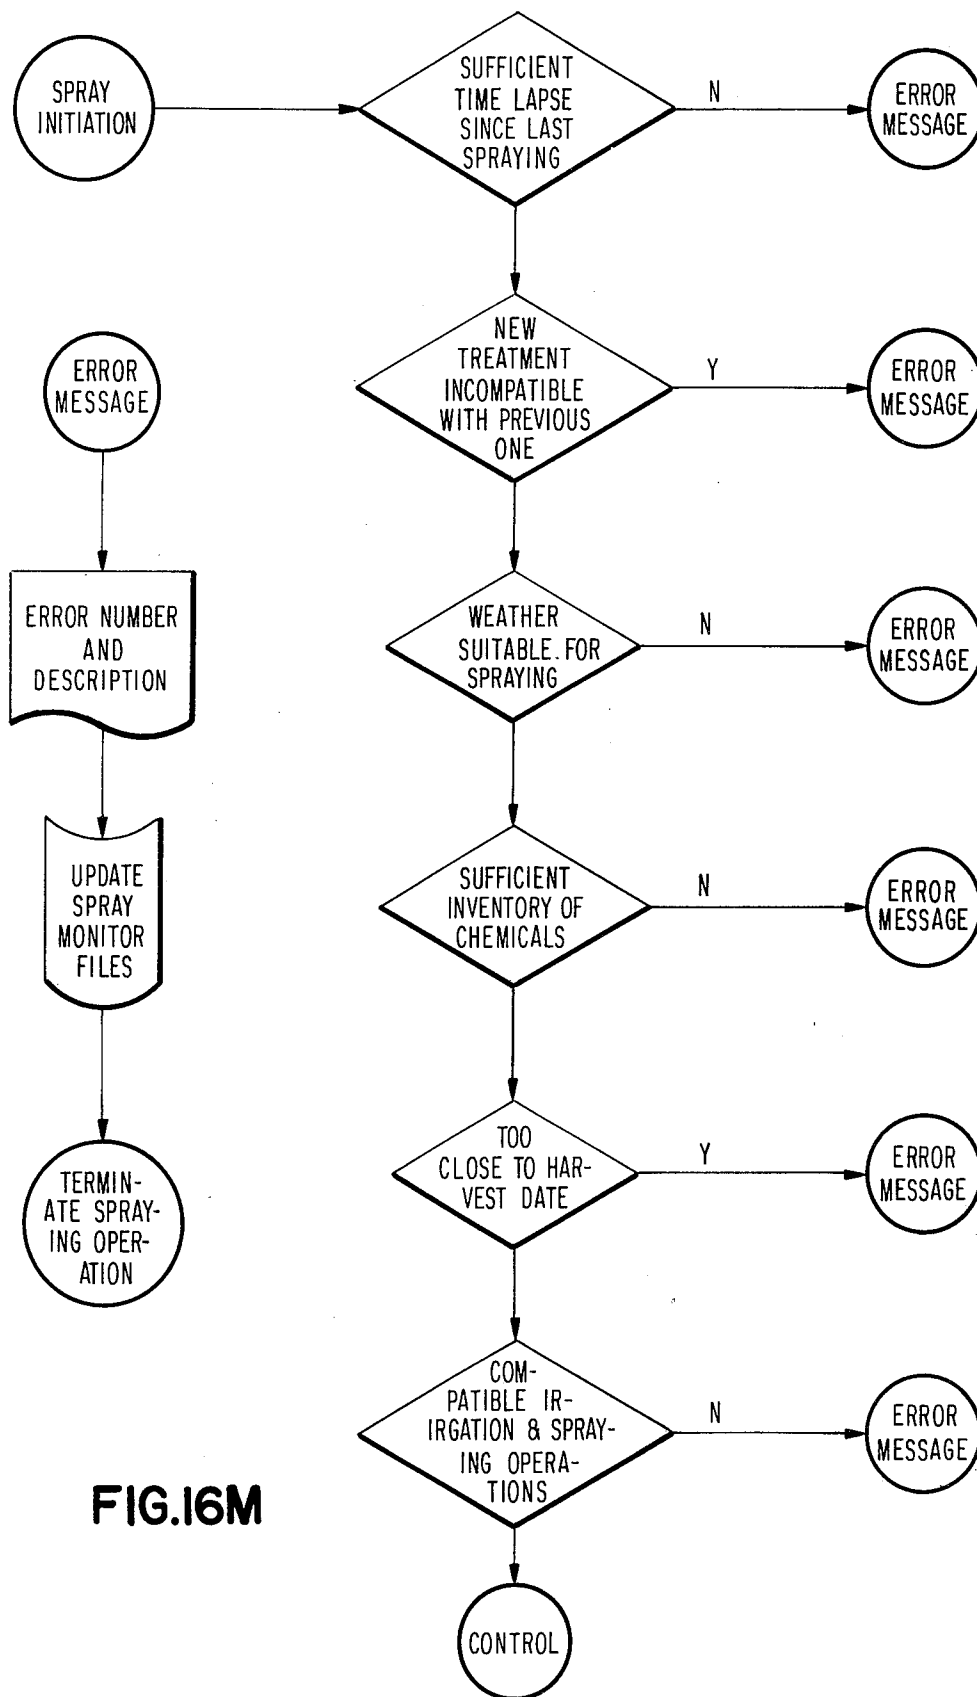 SPRAY
INITIATION
SUFFICIENT
TIME LAPSE
SINCE LAST
SPRAYING
N
ERROR
MESSAGE
NEW
TREATMENT
INCOMPATIBLE
WITH PREVIOUS
ONE
Y
ERROR
MESSAGE
WEATHER
SUITABLE.FOR
SPRAYING
N
ERROR
MESSAGE
SUFFICIENT
INVENTORY OF
CHEMICALS
N
ERROR
MESSAGE
TOO
CLOSE TO HAR-
VEST DATE
Y
ERROR
MESSAGE
COM-
PATIBLE IR-
IRGATION & SPRAY-
ING OPERA-
TIONS
N
ERROR
MESSAGE
CONTROL
ERROR
MESSAGE
ERROR NUMBER
AND
DESCRIPTION
UPDATE
SPRAY
MONITOR
FILES
TERMIN-
ATE SPRAY-
ING OPER-
ATION
FIG.16M